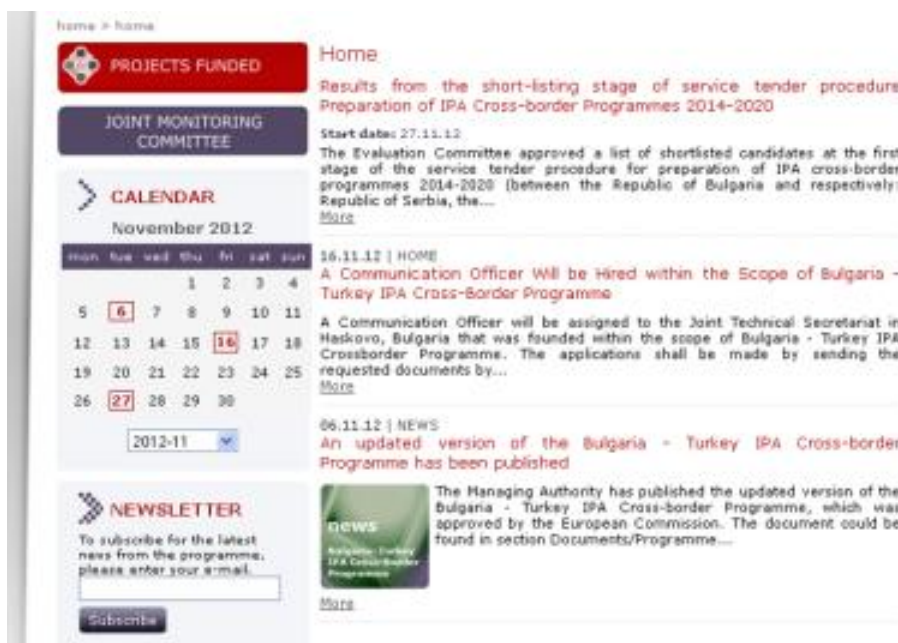 home > home
PROJECTS FUNDED
JOINT MONITORING
COMMITTEE
CALENDAR
November 2012
mon tue wed thu fri sat sun
1 2 3 4
5 6 7 8 9 10 11
12 13 14 15 16 17 18
19 20 21 22 23 24 25
26 27 28 29 30
2012-11
NEWSLETTER
To subscribe for the latest
news from the programme,
please enter your e-mail.
Subscribe
Home
Results from the short-listing stage of service tender procedure
Preparation of IPA Cross-border Programmes 2014-2020
Start date: 27.11.12
The Evaluation Committee approved a list of shortlisted candidates at the first
stage of the service tender procedure for preparation of IPA cross-border
programmes 2014-2020 (between the Republic of Bulgaria and respectively:
Republic of Serbia, the...
More
16.11.12 | HOME
A Communication Officer Will be Hired within the Scope of Bulgaria -
Turkey IPA Cross-Border Programme
A Communication Officer will be assigned to the Joint Technical Secretariat in
Haskovo, Bulgaria that was founded within the scope of Bulgaria - Turkey IPA
Crossborder Programme. The applications shall be made by sending the
requested documents by...
More
06.11.12 | NEWS
An updated version of the Bulgaria - Turkey IPA Cross-border
Programme has been published
news
Bulgaria-Turkey
IPA Cross-Border
Programme
The Managing Authority has published the updated version of the
Bulgaria - Turkey IPA Cross-border Programme, which was
approved by the European Commission. The document could be
found in section Documents/Programme....
More